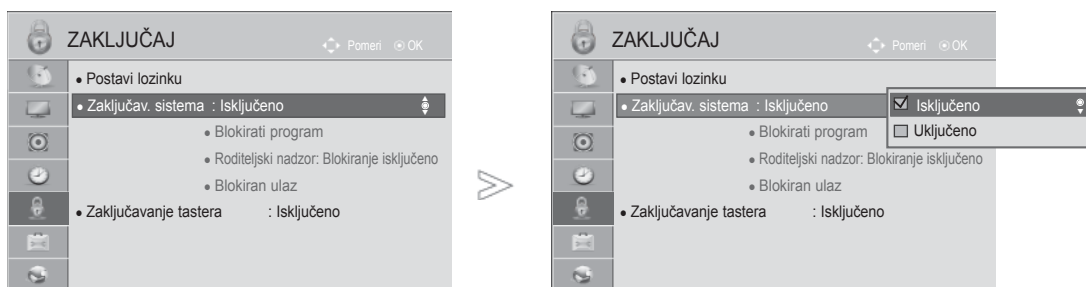 ZAKLJUČAJ
Pomeri OK
• Postavi lozinku
• Zaključav. sistema : Isključeno
• Blokirati program
• Roditeljski nadzor: Blokiranje isključeno
• Blokiran ulaz
• Zaključavanje tastera : Isključeno
ZAKLJUČAJ
Pomeri OK
• Postavi lozinku
• Zaključav. sistema : Isključeno
Isključeno
Uključeno
• Blokirati program
• Roditeljski nadzor: Blokiranje isključeno
• Blokiran ulaz
• Zaključavanje tastera : Isključeno